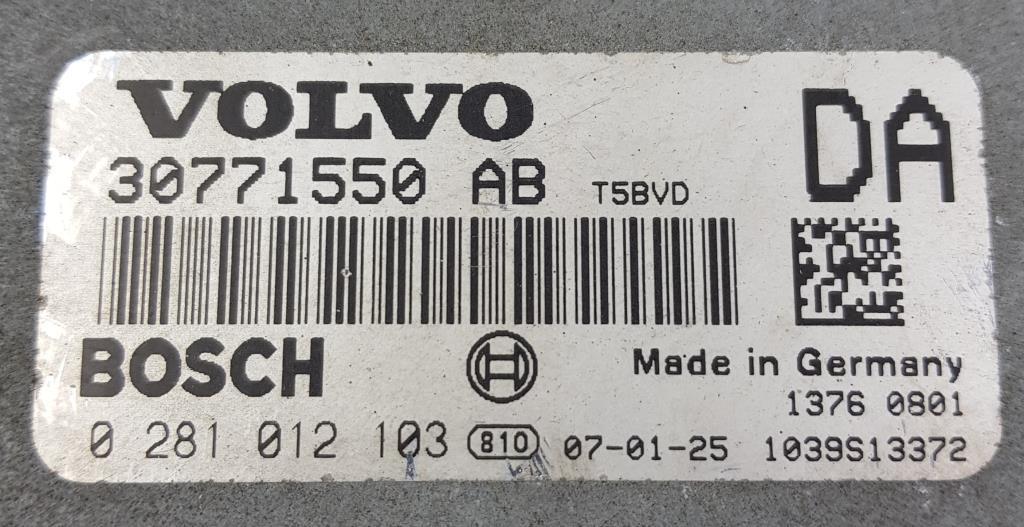 VOLVO
DA
30771550 AB T5BVD
BOSCH
Made in Germany
1376 0801
0 281 012 103 810 07-01-25 1039S13372